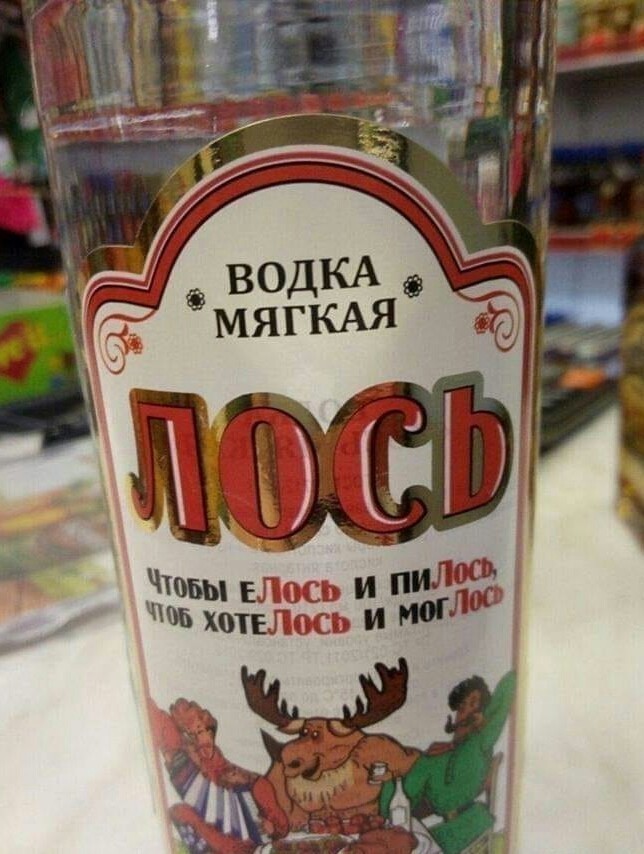 ВОДКА
МЯГКАЯ
ЛОСЬ
Чтобы еЛось и пиЛось,
чтоб хотеЛось и могЛось